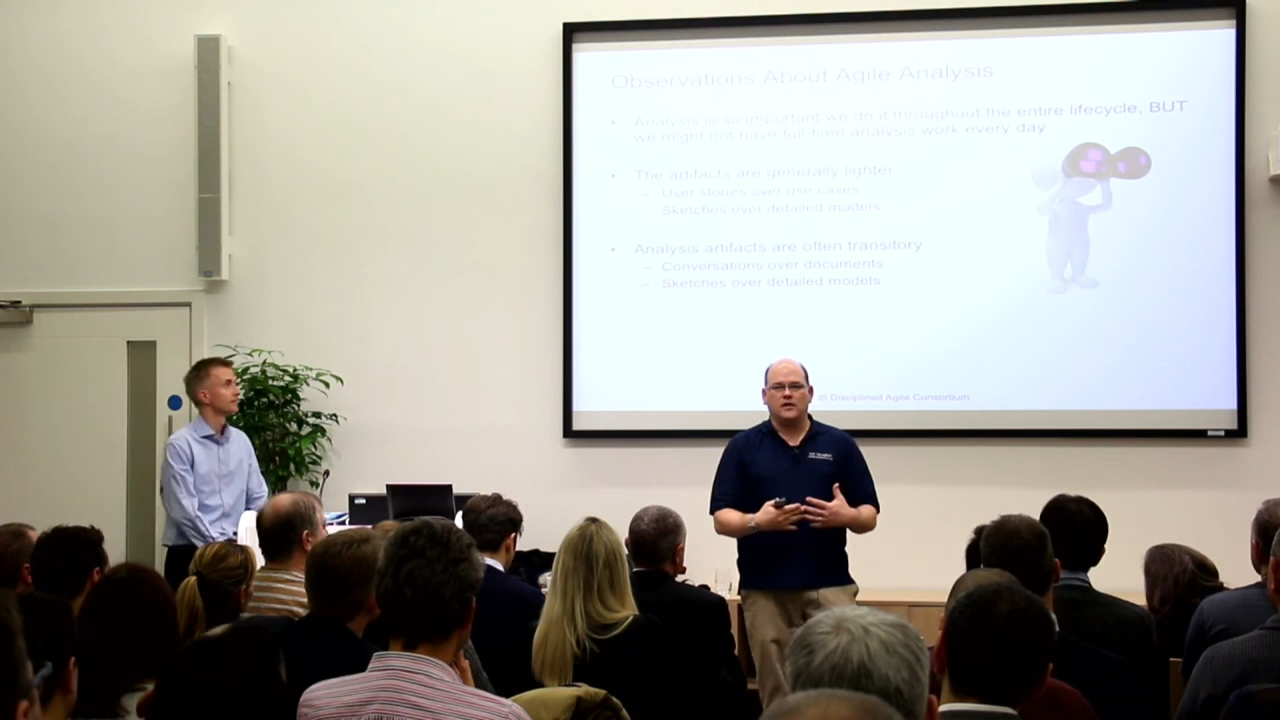 Observations About Agile Analysis
• Analysis is so important we do it throughout the entire lifecycle, BUT
we might not have full-time analysis work every day
• The artifacts are generally lighter
– User stories over use cases
– Sketches over detailed models
• Analysis artifacts are often transitory
– Conversations over documents
– Sketches over detailed models
© Disciplined Agile Consortium